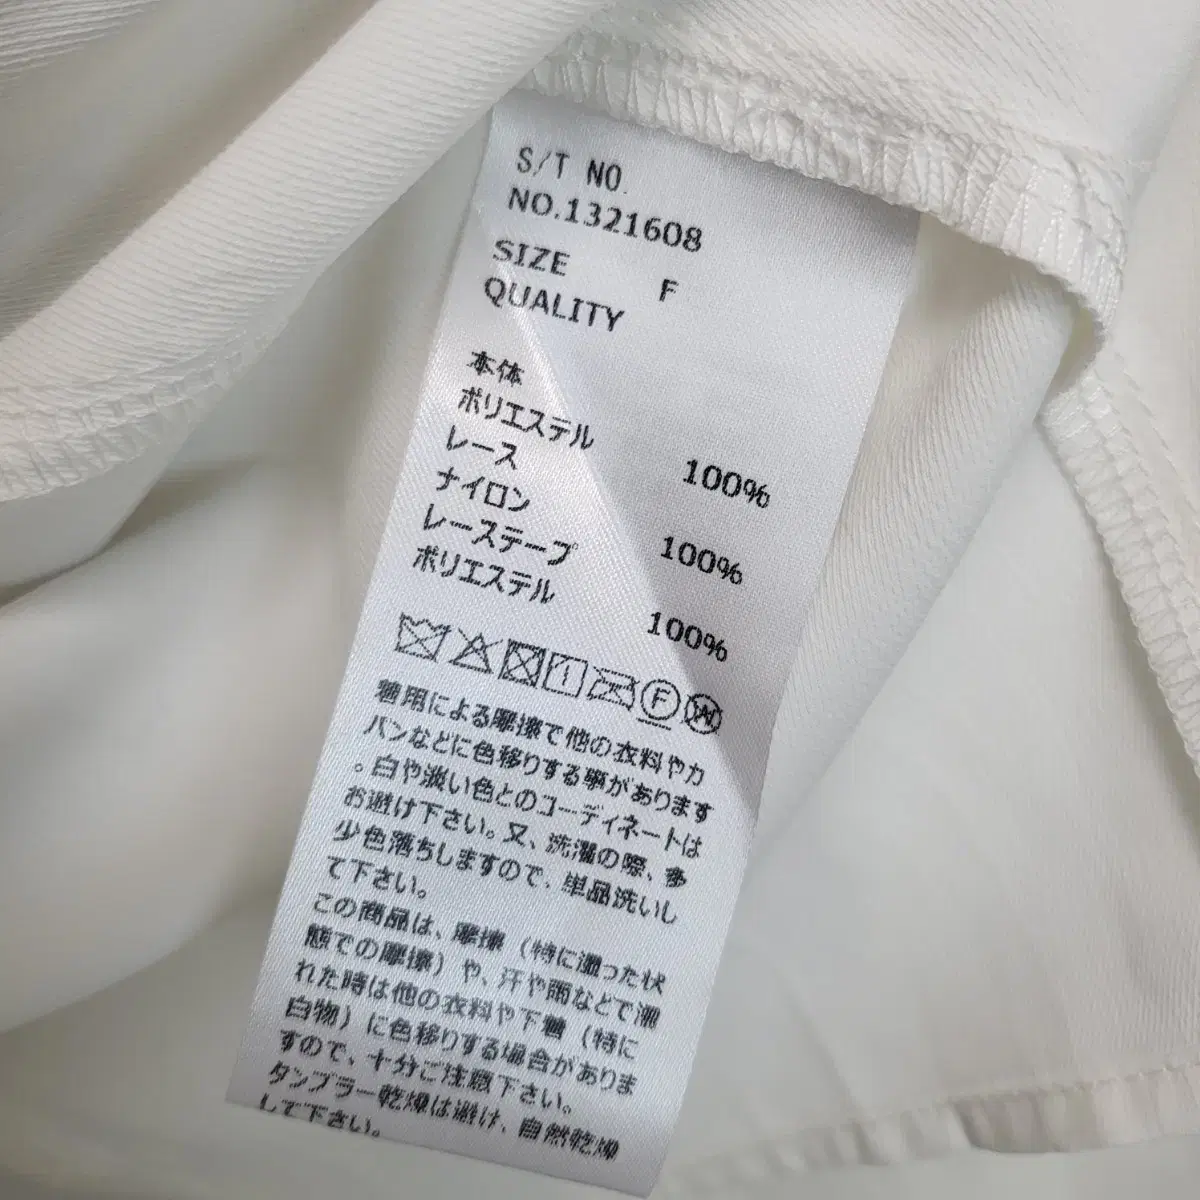 S/T NO.
NO.1321608
SIZE F
QUALITY
本体
ポリエステル 100%
レース
ナイロン 100%
レーステープ
ポリエステル 100%
F
W
着用による摩擦で他の衣料やカ
バンなどに色移りする事があります
。白や淡い色とのコーディネートは
お避け下さい。又、洗濯の際、多
少色落ちしますので、単品洗いし
て下さい。
この商品は、摩擦（特に湿った状
態での摩擦）や、汗や雨などで濡
れた時は他の衣料や下着（特に
白物）に色移りする場合がありま
すので、十分ご注意下さい。
タンブラー乾燥は避け、自然乾燥
して下さい。